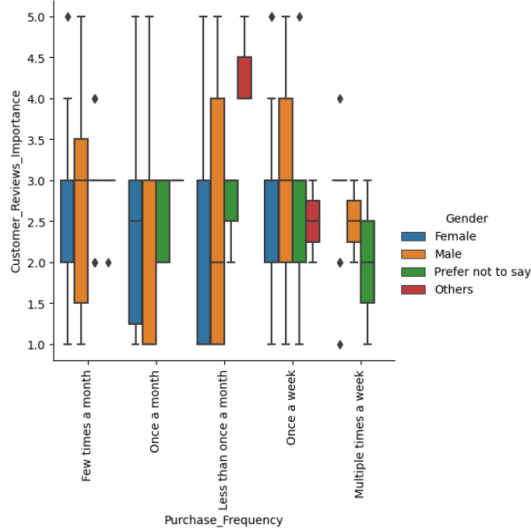 5.0
4.5
4.0
3.5
3.0
2.5
2.0
1.5
1.0
Customer_Reviews_Importance
Few times a month
Once a month
Less than once a month
Once a week
Multiple times a week
Purchase_Frequency
Gender
Female
Male
Prefer not to say
Others